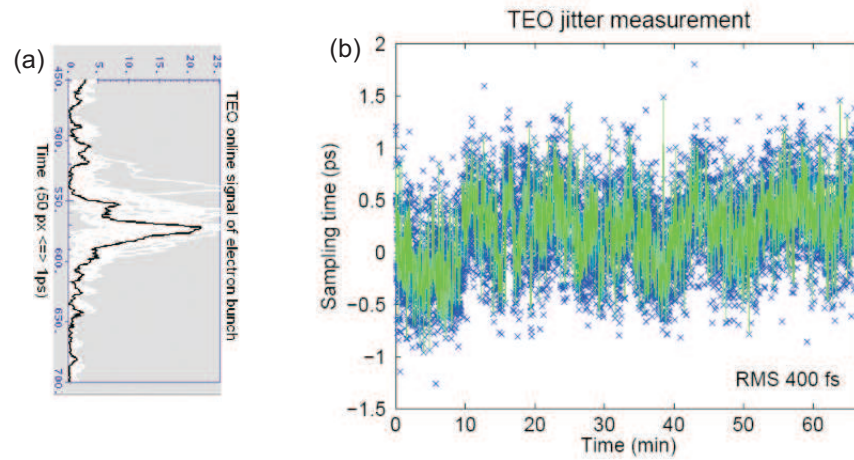 (a)
0. 5. 10. 15. 20. 25.
450.
500.
550.
600.
650.
700.
Time (50 px <=> 1ps)
TEO online signal of electron bunch
(b)
TEO jitter measurement
2
1.5
1
0.5
0
−0.5
−1
−1.5
Sampling time (ps)
RMS 400 fs
0 10 20 30 40 50 60
Time (min)